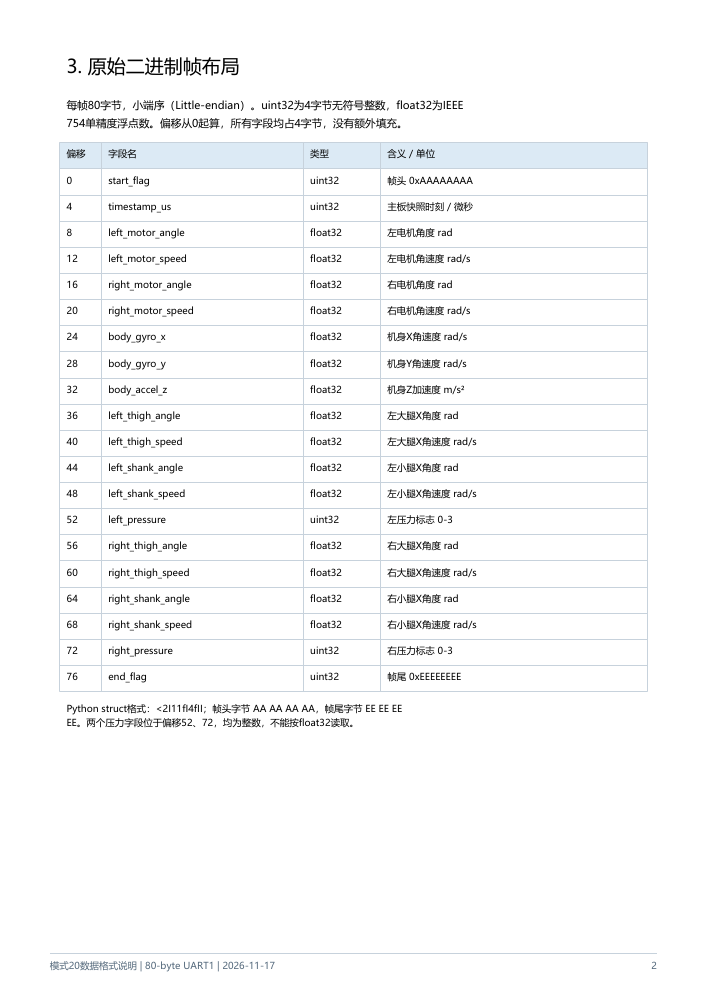 3. 原始二进制帧布局
每帧80字节，小端序（Little-endian）。uint32为4字节无符号整数，float32为IEEE
754单精度浮点数。偏移从0起算，所有字段均占4字节，没有额外填充。
偏移 字段名 类型 含义 / 单位
0 start_flag uint32 帧头 0xAAAAAAAA
4 timestamp_us uint32 主板快照时刻 / 微秒
8 left_motor_angle float32 左电机角度 rad
12 left_motor_speed float32 左电机角速度 rad/s
16 right_motor_angle float32 右电机角度 rad
20 right_motor_speed float32 右电机角速度 rad/s
24 body_gyro_x float32 机身X角速度 rad/s
28 body_gyro_y float32 机身Y角速度 rad/s
32 body_accel_z float32 机身Z加速度 m/s²
36 left_thigh_angle float32 左大腿X角度 rad
40 left_thigh_speed float32 左大腿X角速度 rad/s
44 left_shank_angle float32 左小腿X角度 rad
48 left_shank_speed float32 左小腿X角速度 rad/s
52 left_pressure uint32 左压力标志 0-3
56 right_thigh_angle float32 右大腿X角度 rad
60 right_thigh_speed float32 右大腿X角速度 rad/s
64 right_shank_angle float32 右小腿X角度 rad
68 right_shank_speed float32 右小腿X角速度 rad/s
72 right_pressure uint32 右压力标志 0-3
76 end_flag uint32 帧尾 0xEEEEEEEE
Python struct格式：<2I11fI4fII；帧头字节 AA AA AA AA，帧尾字节 EE EE EE
EE。两个压力字段位于偏移52、72，均为整数，不能按float32读取。
模式20数据格式说明 | 80-byte UART1 | 2026-11-17 2